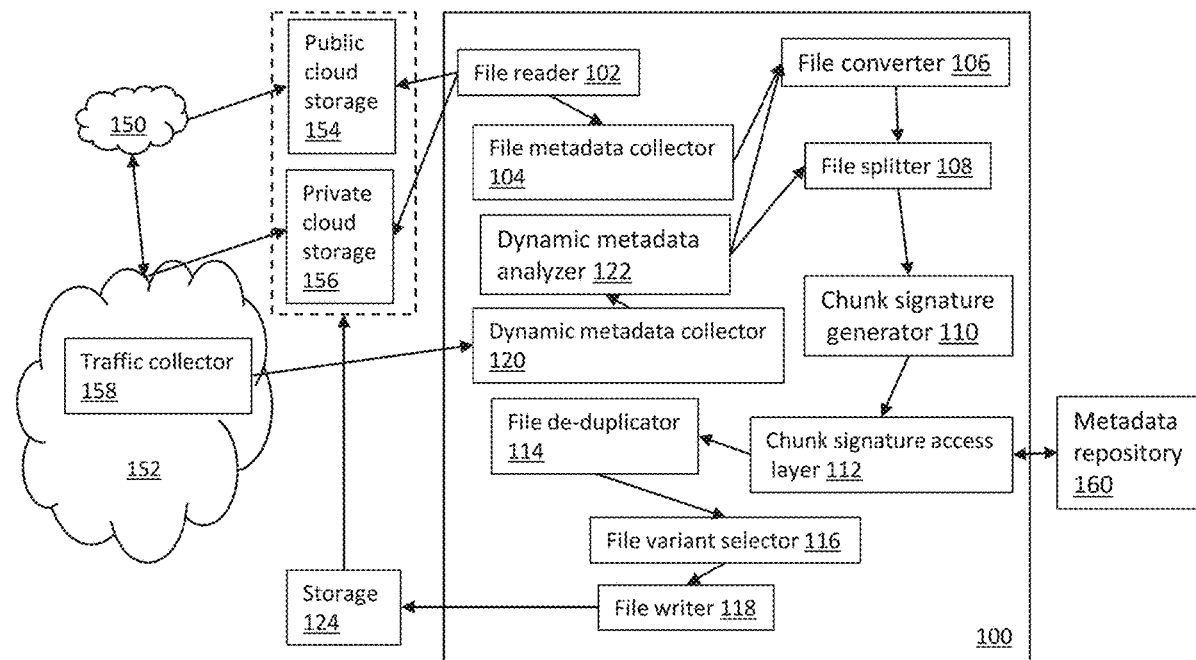 Public
cloud
storage
154
File reader 102
File converter 106
150
File metadata collector
104
File splitter 108
Private
cloud
storage
156
Dynamic metadata
analyzer 122
Chunk signature
generator 110
Dynamic metadata collector
120
Traffic collector
158
File de-duplicator
114
Chunk signature access
layer 112
Metadata
repository
160
152
File variant selector 116
Storage
124
File writer 118
100